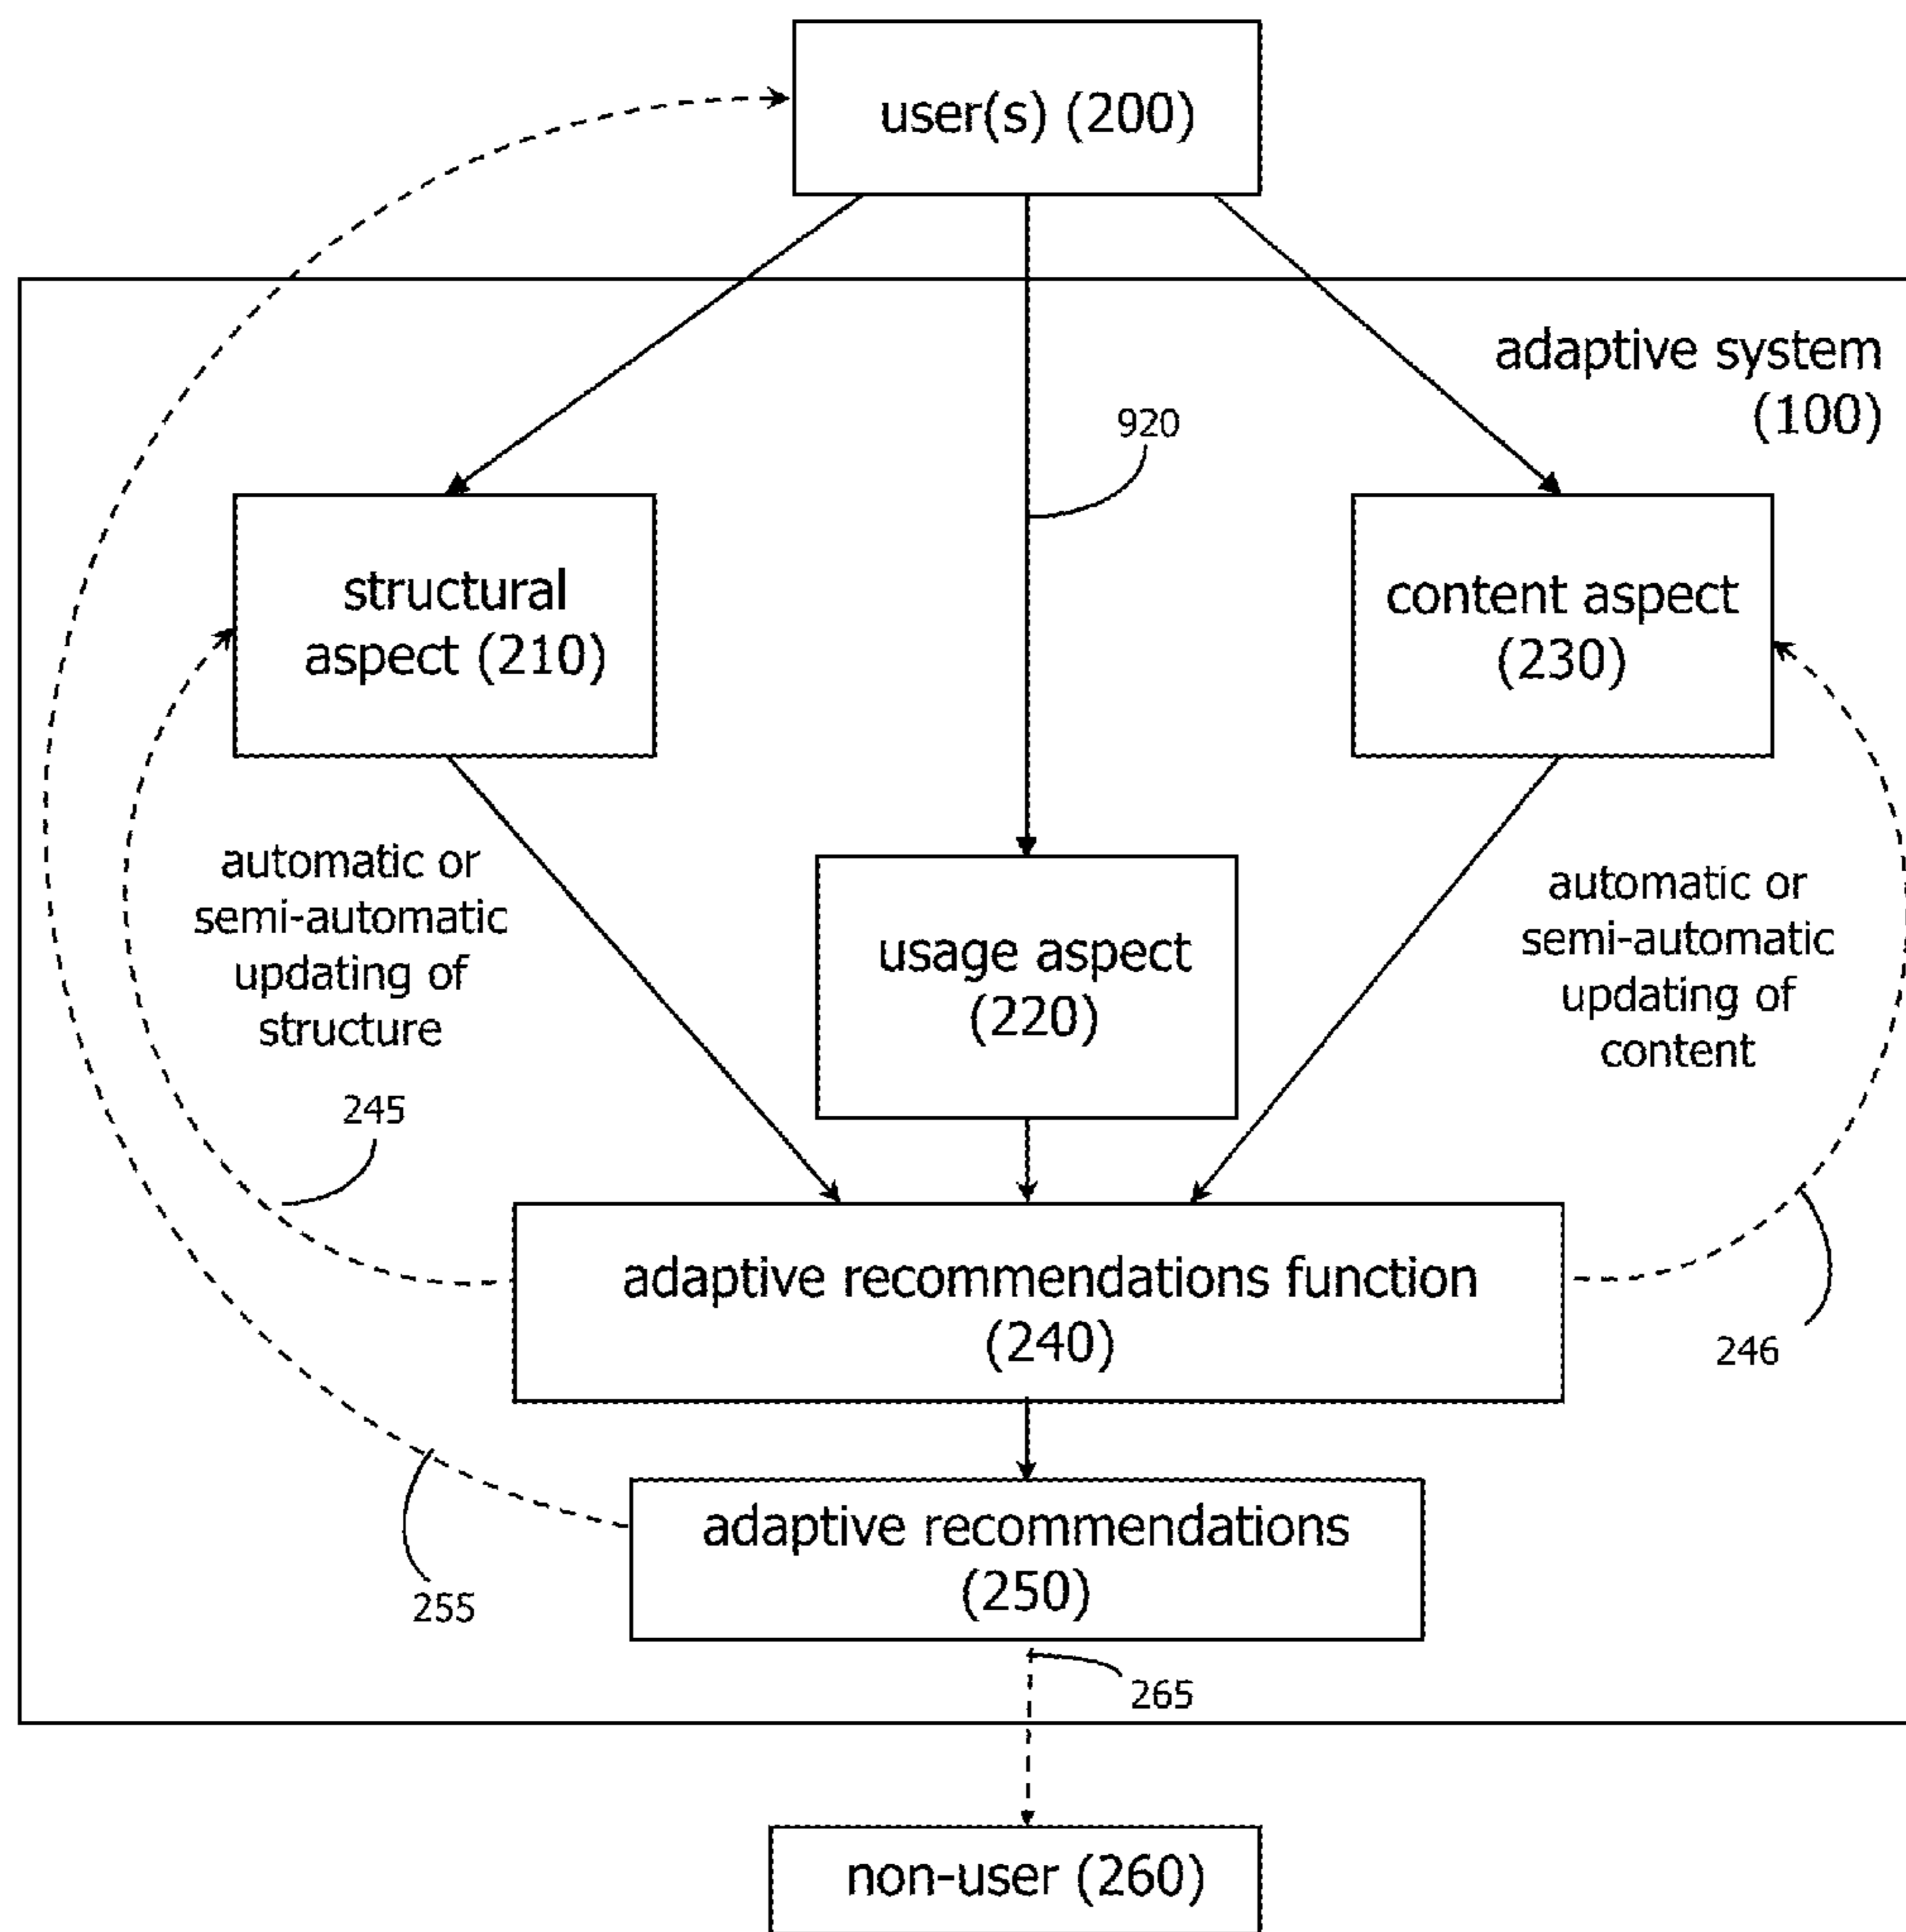 user(s) (200)
adaptive system
(100)
920
structural
aspect (210)
content aspect
(230)
automatic or
semi-automatic
updating of
structure
usage aspect
(220)
automatic or
semi-automatic
updating of
content
245
adaptive recommendations function
(240)
246
adaptive recommendations
(250)
255
265
non-user (260)